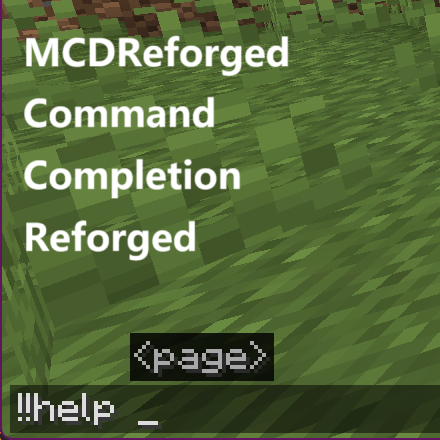 MCDReforged
Command
Completion
Reforged
<page>
!!help _